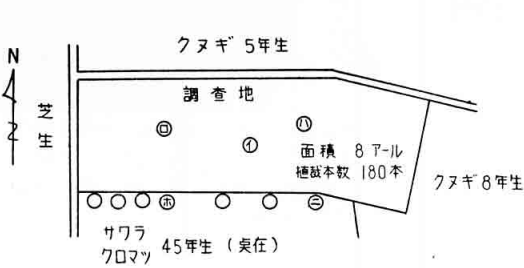 クヌギ 5年生
N
芝生
調査地
ロ
ハ
イ
面積 8アール
植栽本数 180本
クヌギ 8年生
ホ
ニ
サワラ
クロマツ 45年生（点在）